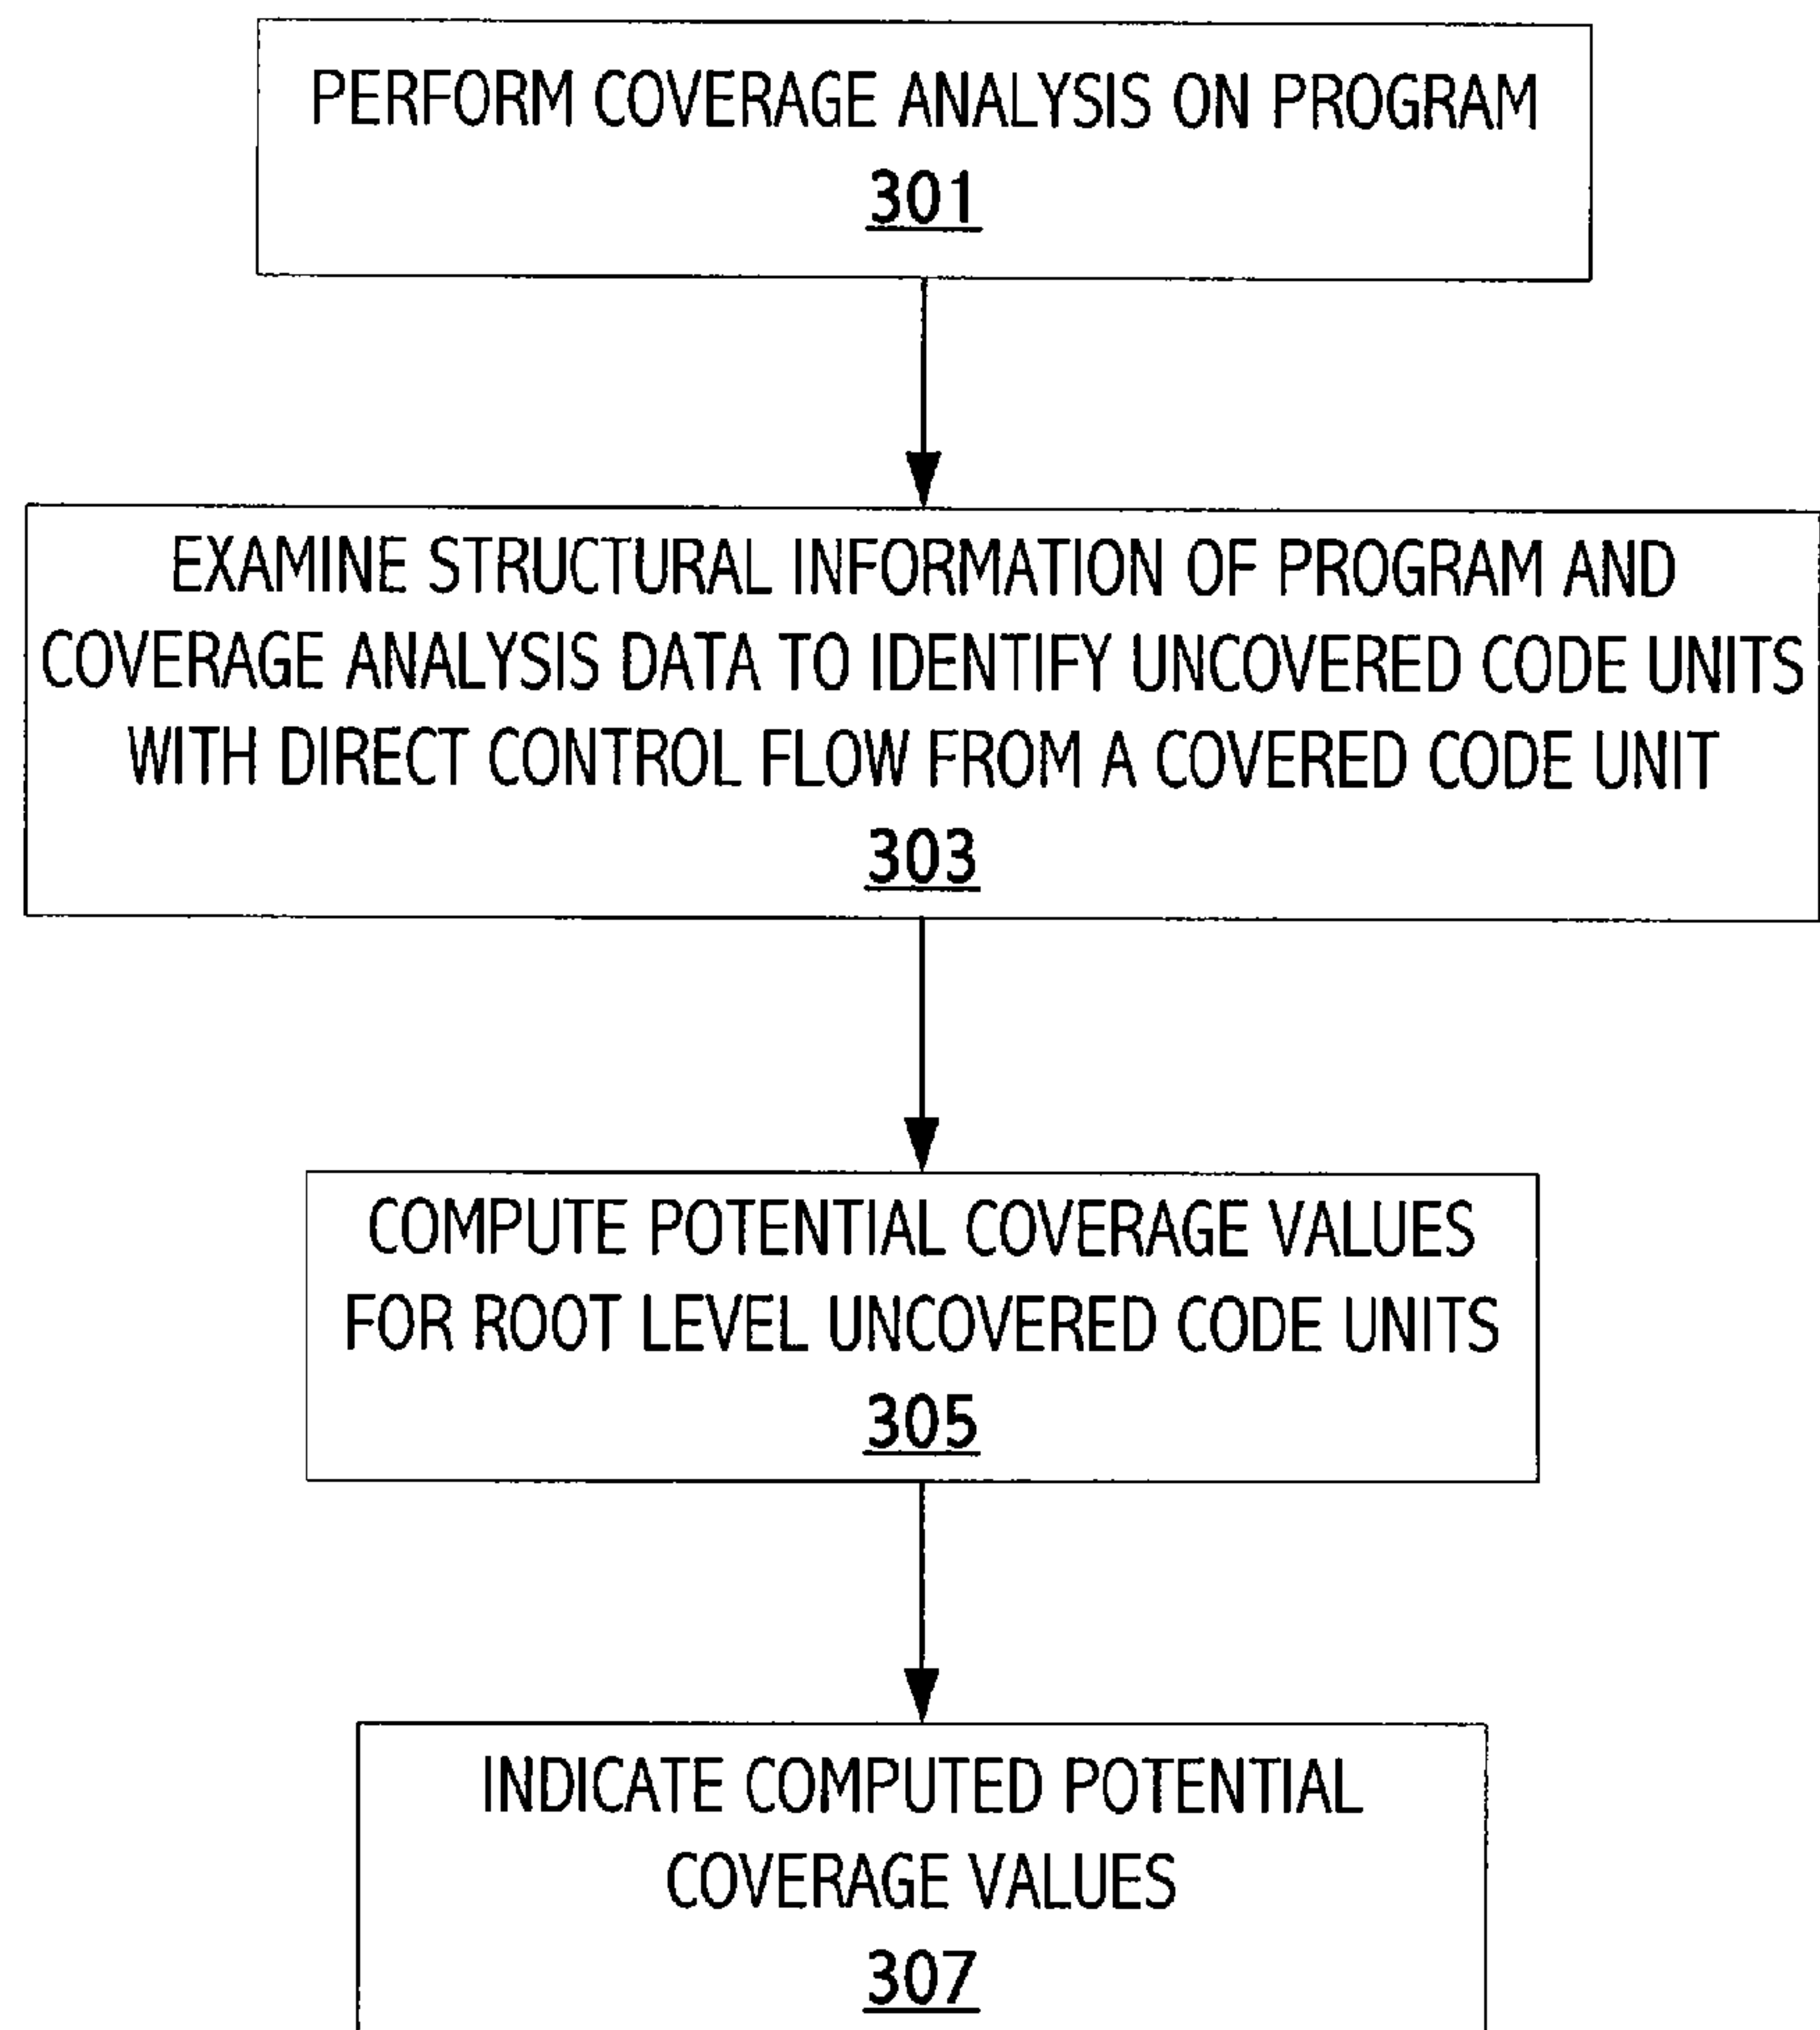 PERFORM COVERAGE ANALYSIS ON PROGRAM
301
EXAMINE STRUCTURAL INFORMATION OF PROGRAM AND
COVERAGE ANALYSIS DATA TO IDENTIFY UNCOVERED CODE UNITS
WITH DIRECT CONTROL FLOW FROM A COVERED CODE UNIT
303
COMPUTE POTENTIAL COVERAGE VALUES
FOR ROOT LEVEL UNCOVERED CODE UNITS
305
INDICATE COMPUTED POTENTIAL
COVERAGE VALUES
307